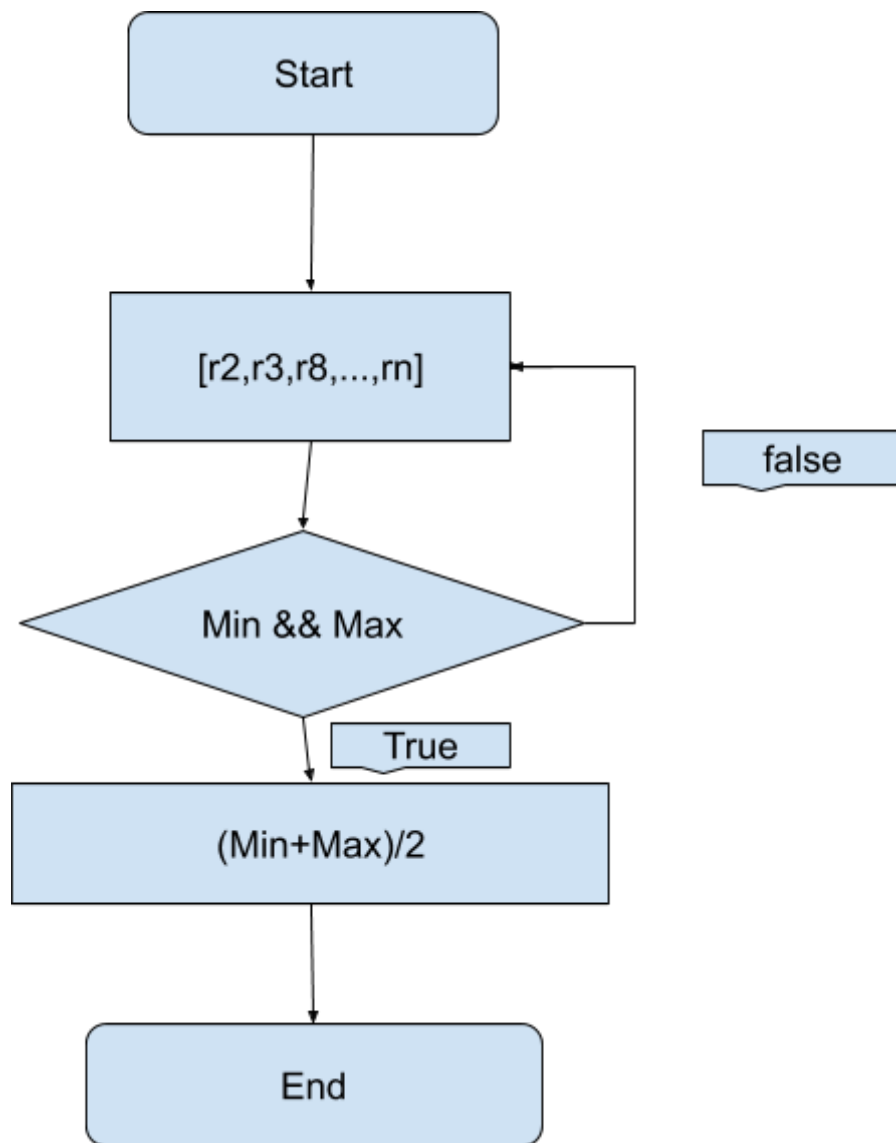 Start
[r2,r3,r8,...,rn]
false
Min && Max
True
(Min+Max)/2
End